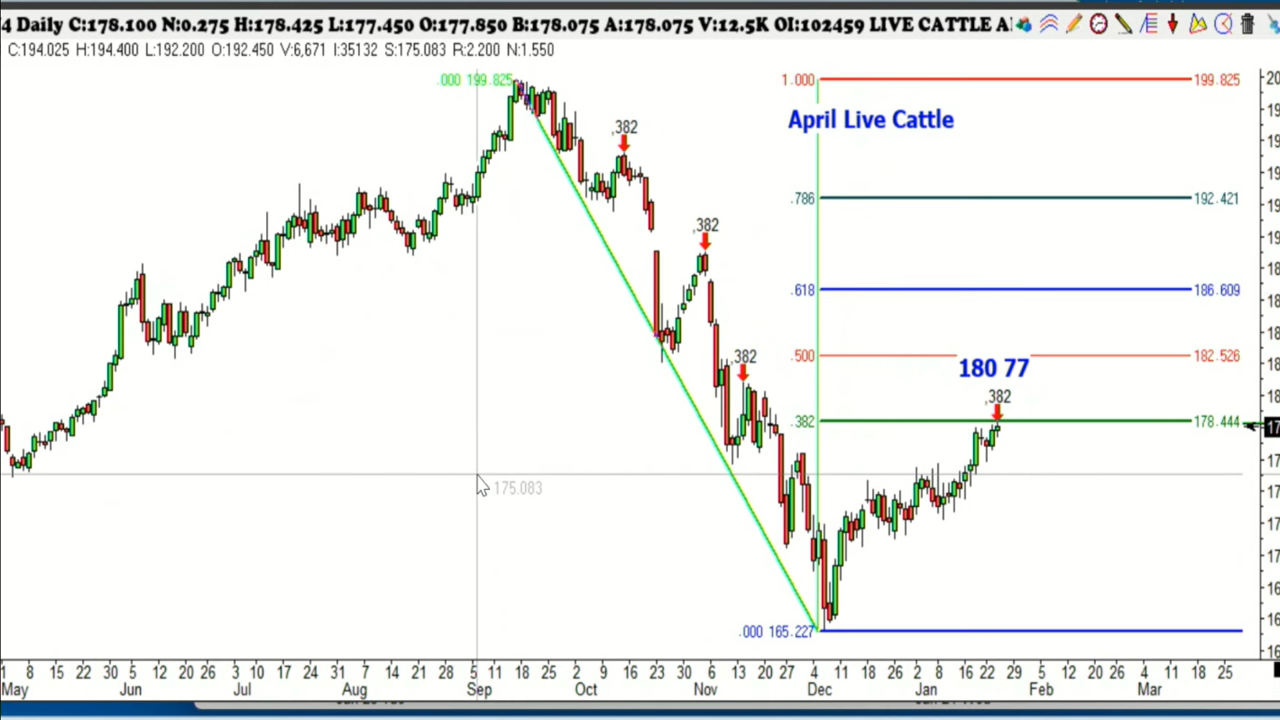 4 Daily C:178.100 N:0.275 H:178.425 L:177.450 O:177.850 B:178.075 A:178.075 V:12.5K OI:102459 LIVE CATTLE A
C:194.025 H:194.400 L:192.200 O:192.450 V:6,671 I:35132 S:175.083 R:2.200 N:1.550
.000 199.825
1.000 199.825
April Live Cattle
,382
.786 192.421
,382
.618 186.609
,382
.500 182.526
180 77
,382
.382 178.444
175.083
.000 165.227
1 8 15 22 30 5 12 20 26 3 10 17 24 31 7 14 21 28 5 11 18 25 2 9 16 23 30 6 13 20 27 4 11 18 26 2 8 16 22 29 5 12 20 26 4 11 18 25
May Jun Jul Aug Sep Oct Nov Dec Jan Feb Mar